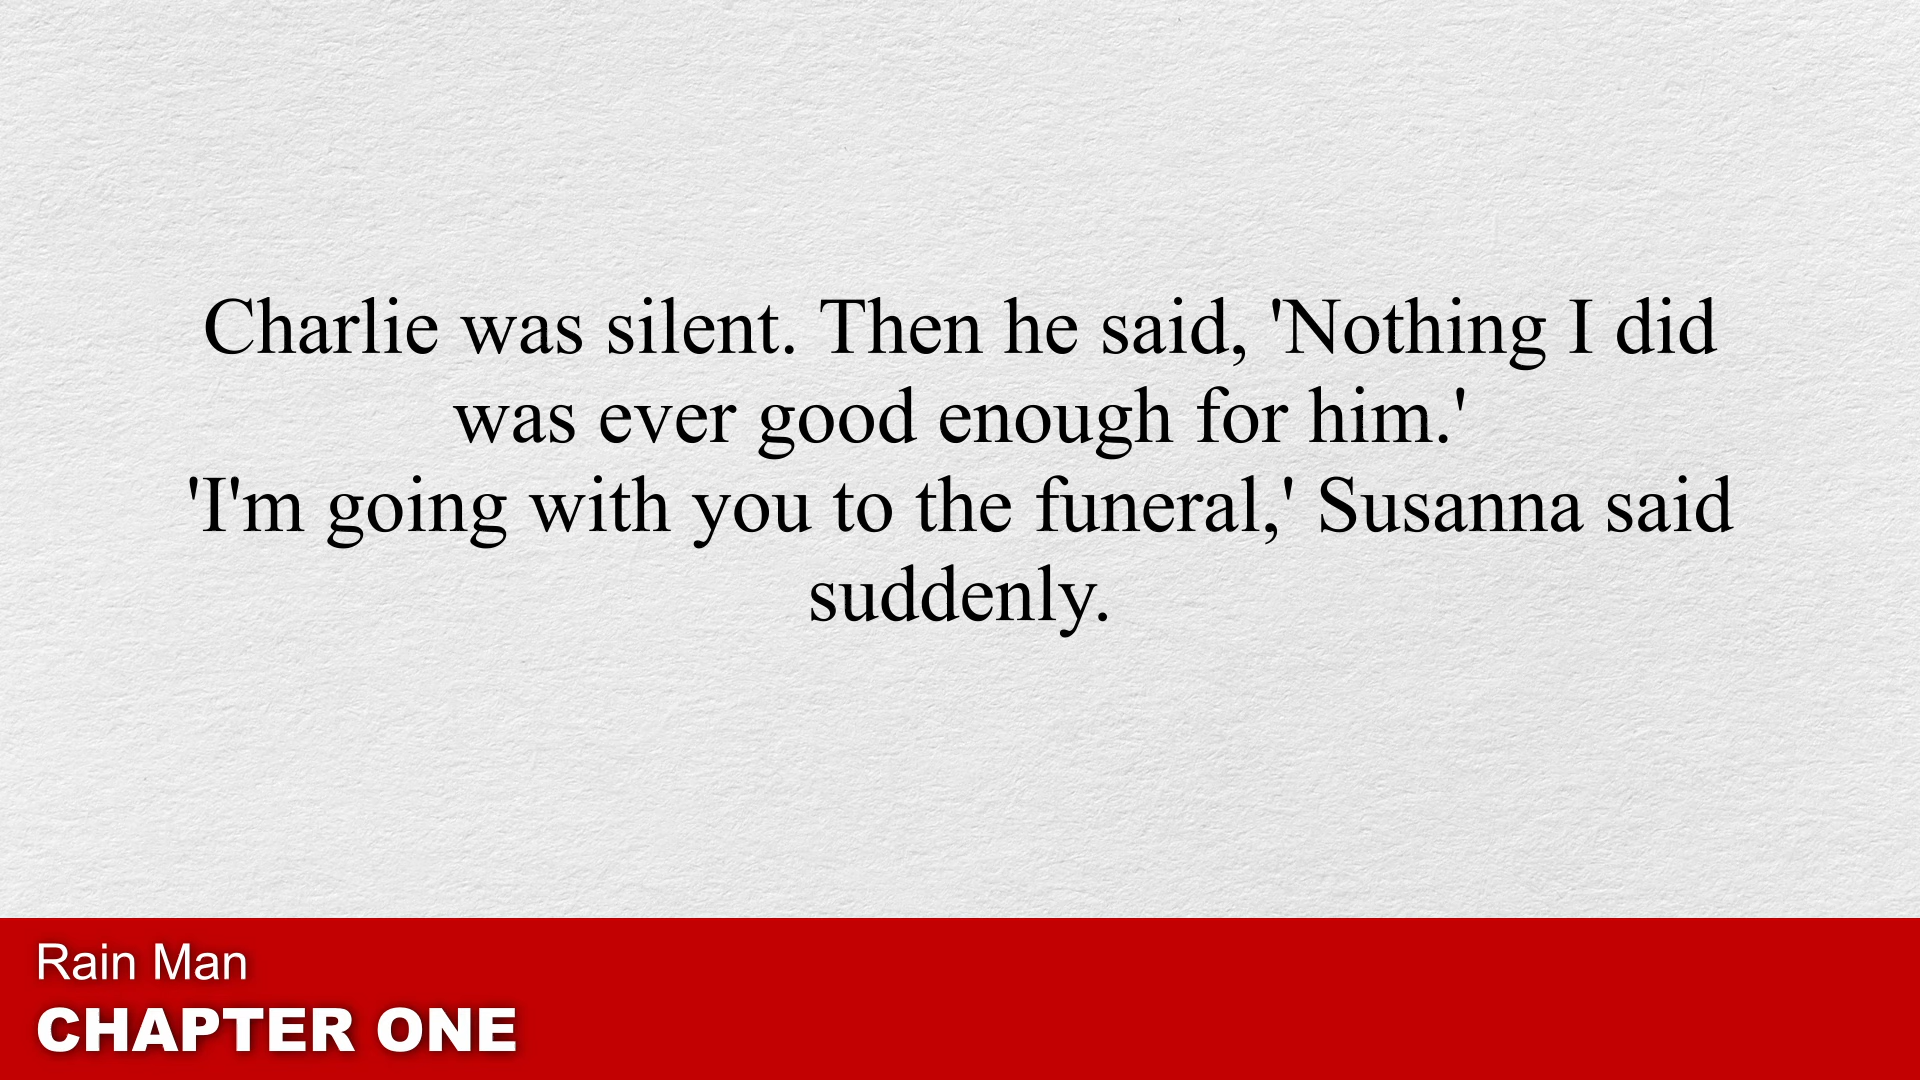 Charlie was silent. Then he said, 'Nothing I did
was ever good enough for him.'
'I'm going with you to the funeral,' Susanna said
suddenly.
Rain Man
CHAPTER ONE